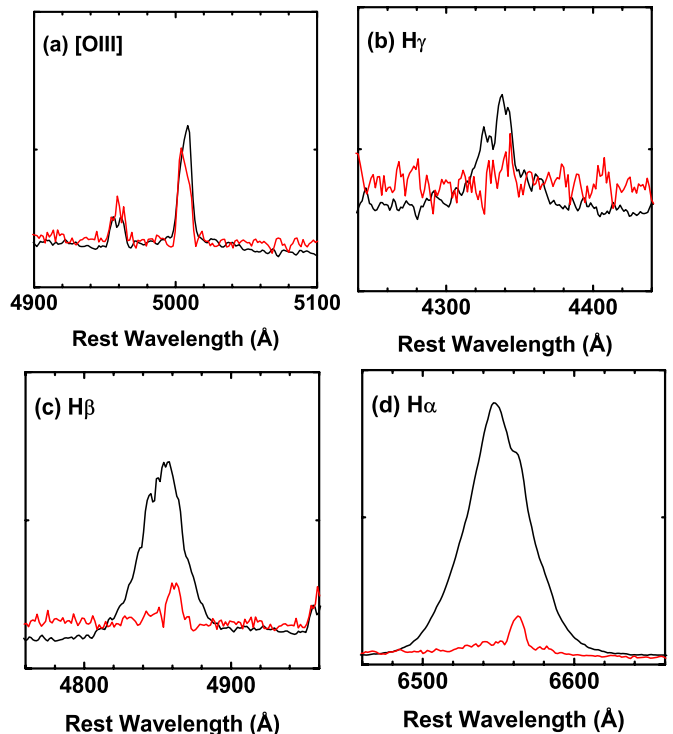 (a) [OIII]
4900 5000 5100
Rest Wavelength (Å)
(b) Hγ
4300 4400
Rest Wavelength (Å)
(c) Hβ
4800 4900
Rest Wavelength (Å)
(d) Hα
6500 6600
Rest Wavelength (Å)